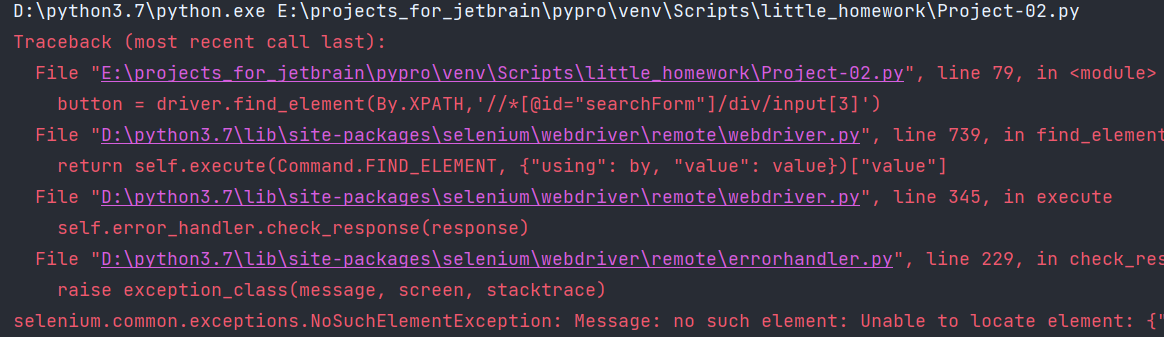 D:\python3.7\python.exe E:\projects_for_jetbrain\pypro\venv\Scripts\little_homework\Project-02.py
Traceback (most recent call last):
  File "E:\projects_for_jetbrain\pypro\venv\Scripts\little_homework\Project-02.py", line 79, in <module>
    button = driver.find_element(By.XPATH,'//*[@id="searchForm"]/div/input[3]')
  File "D:\python3.7\lib\site-packages\selenium\webdriver\remote\webdriver.py", line 739, in find_element
    return self.execute(Command.FIND_ELEMENT, {"using": by, "value": value})["value"]
  File "D:\python3.7\lib\site-packages\selenium\webdriver\remote\webdriver.py", line 345, in execute
    self.error_handler.check_response(response)
  File "D:\python3.7\lib\site-packages\selenium\webdriver\remote\errorhandler.py", line 229, in check_res
    raise exception_class(message, screen, stacktrace)
selenium.common.exceptions.NoSuchElementException: Message: no such element: Unable to locate element: {"